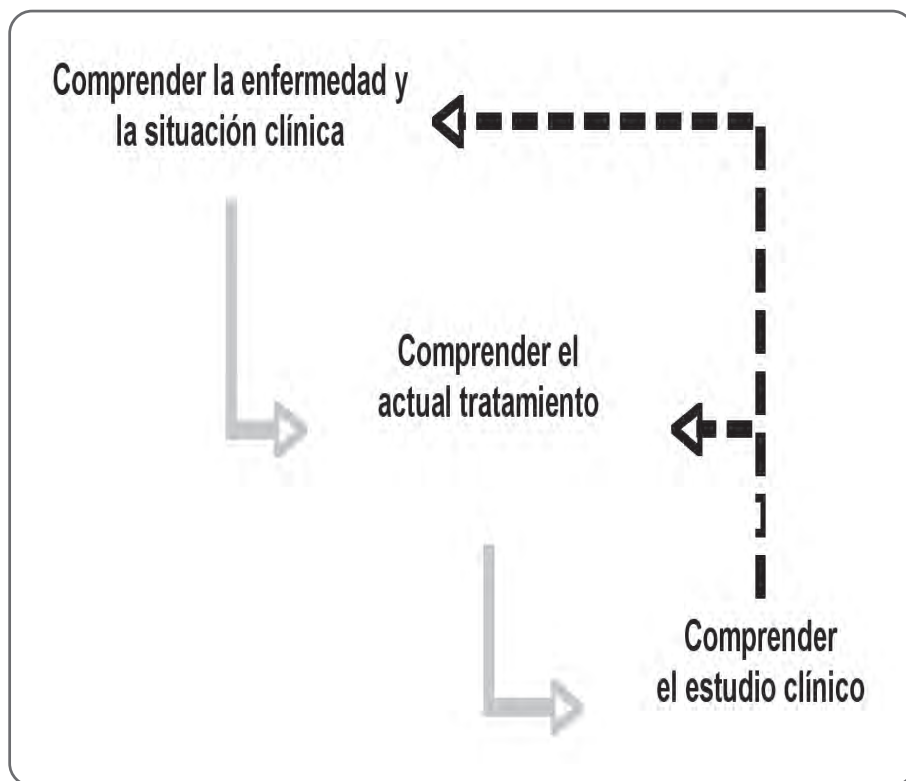 Comprender la enfermedad y
la situación clínica
Comprender el
actual tratamiento
Comprender
el estudio clínico